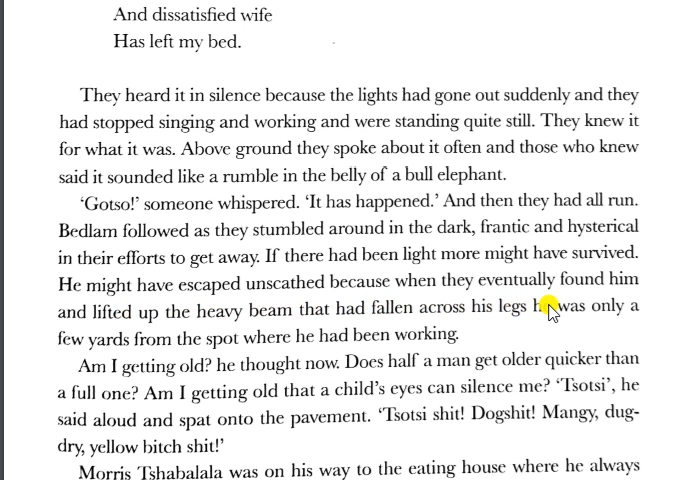 And dissatisfied wife
Has left my bed.
They heard it in silence because the lights had gone out suddenly and they
had stopped singing and working and were standing quite still. They knew it
for what it was. Above ground they spoke about it often and those who knew
said it sounded like a rumble in the belly of a bull elephant.
‘Gotso!’ someone whispered. ‘It has happened.’ And then they had all run.
Bedlam followed as they stumbled around in the dark, frantic and hysterical
in their efforts to get away. If there had been light more might have survived.
He might have escaped unscathed because when they eventually found him
and lifted up the heavy beam that had fallen across his legs he was only a
few yards from the spot where he had been working.
Am I getting old? he thought now. Does half a man get older quicker than
a full one? Am I getting old that a child’s eyes can silence me? ‘Tsotsi’, he
said aloud and spat onto the pavement. ‘Tsotsi shit! Dogshit! Mangy, dug-
dry, yellow bitch shit!’
Morris Tshabalala was on his way to the eating house where he always